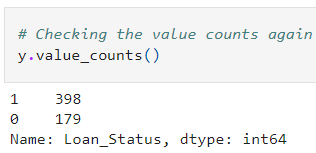 # Checking the value counts again
y.value_counts()
1    398
0    179
Name: Loan_Status, dtype: int64